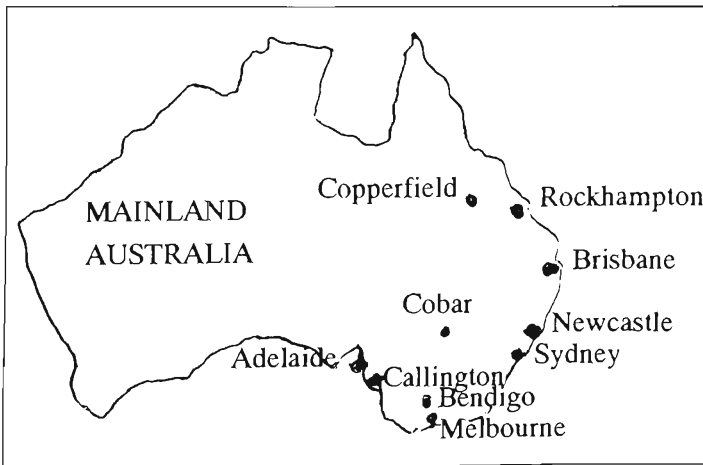 Copperfield
Rockhampton
MAINLAND
AUSTRALIA
Brisbane
Cobar
Newcastle
Adelaide
Sydney
Callington
Bendigo
Melbourne